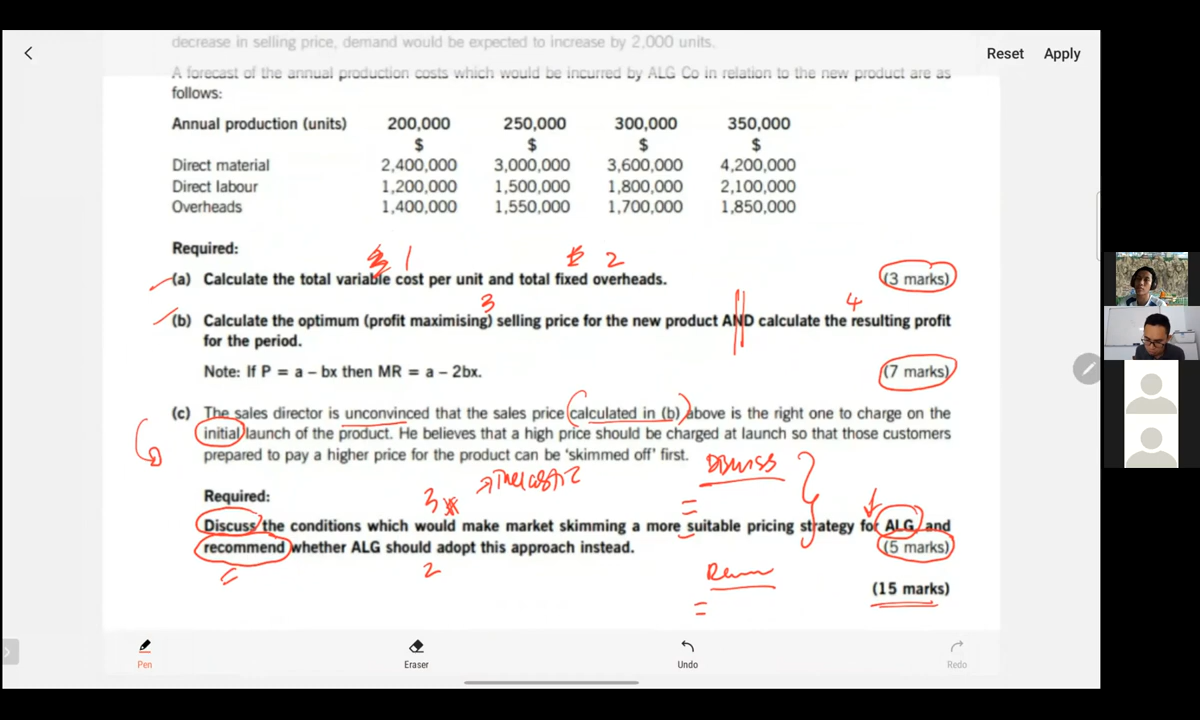 Reset Apply
decrease in selling price, demand would be expected to increase by 2,000 units.
A forecast of the annual production costs which would be incurred by ALG Co in relation to the new product are as
follows:
Annual production (units) 200,000 250,000 300,000 350,000
$ $ $ $
Direct material 2,400,000 3,000,000 3,600,000 4,200,000
Direct labour 1,200,000 1,500,000 1,800,000 2,100,000
Overheads 1,400,000 1,550,000 1,700,000 1,850,000
Required:
1 2
(a) Calculate the total variable cost per unit and total fixed overheads. (3 marks)
3 4
(b) Calculate the optimum (profit maximising) selling price for the new product AND calculate the resulting profit
for the period.
Note: If P = a – bx then MR = a – 2bx. (7 marks)
(c) The sales director is unconvinced that the sales price calculated in (b) above is the right one to charge on the
initial launch of the product. He believes that a high price should be charged at launch so that those customers
prepared to pay a higher price for the product can be 'skimmed off' first.
Discuss
Required:
3
Discuss the conditions which would make market skimming a more suitable pricing strategy for ALG and
recommend whether ALG should adopt this approach instead. (5 marks)
2
(15 marks)
Pen Eraser Undo Redo